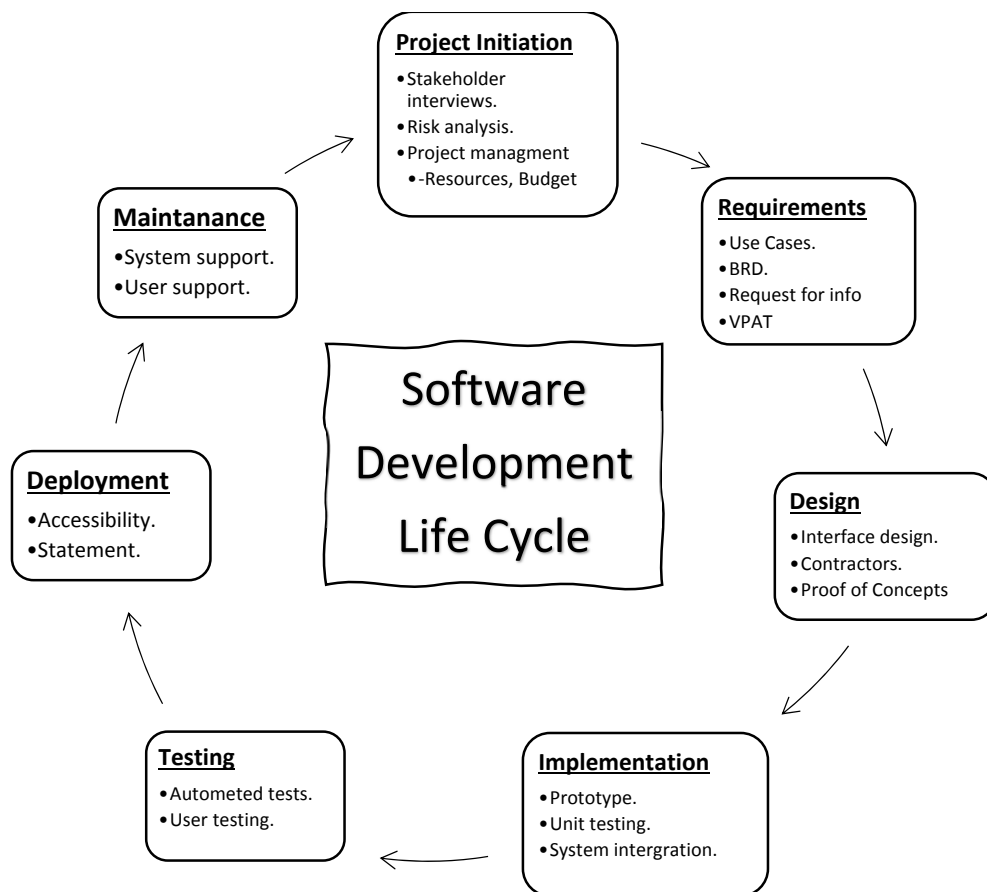 Project Initiation
•Stakeholder
interviews.
•Risk analysis.
•Project managment
•-Resources, Budget
Requirements
•Use Cases.
•BRD.
•Request for info
•VPAT
Design
•Interface design.
•Contractors.
•Proof of Concepts
Implementation
•Prototype.
•Unit testing.
•System intergration.
Testing
•Autometed tests.
•User testing.
Deployment
•Accessibility.
•Statement.
Maintanance
•System support.
•User support.
Software
Development
Life Cycle